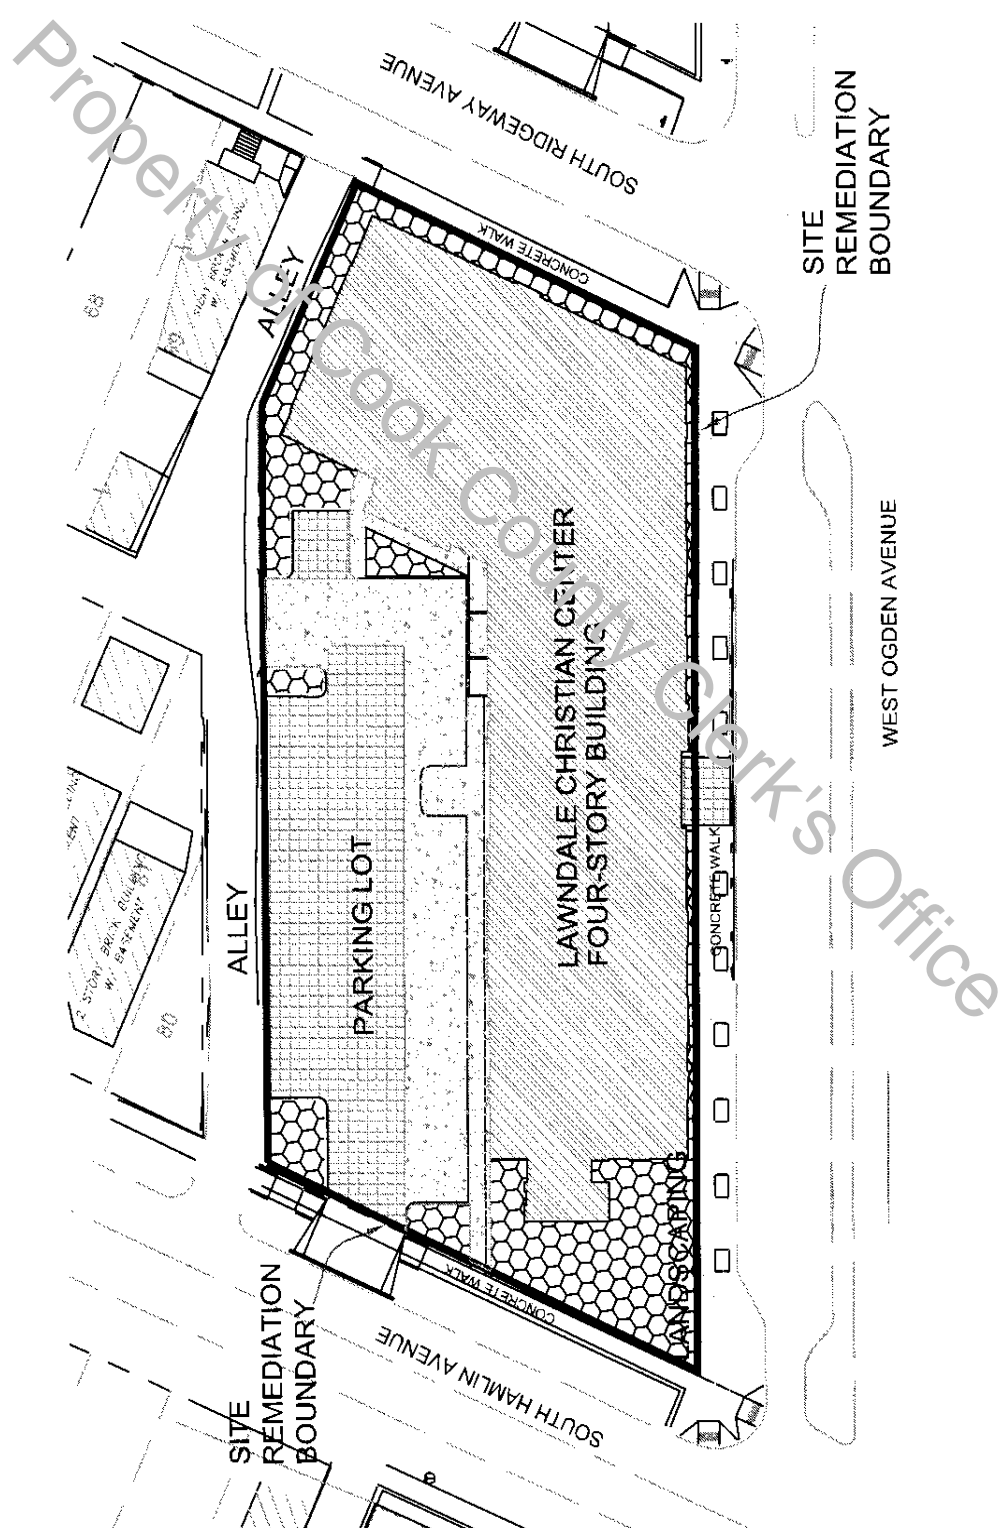 Property of Cook County Clerk's Office
SOUTH RIDGEWAY AVENUE
CONCRETE WALK
SITE
REMEDIATION
BOUNDARY
ALLEY
68
LAWNDALE CHRISTIAN CENTER
FOUR-STORY BUILDING
WEST OGDEN AVENUE
CONCRETE WALK
PARKING LOT
ALLEY
2 STORY BRICK BUILDING
80
LANDSCAPING
CONCRETE WALK
SOUTH HAMLIN AVENUE
SITE
REMEDIATION
BOUNDARY